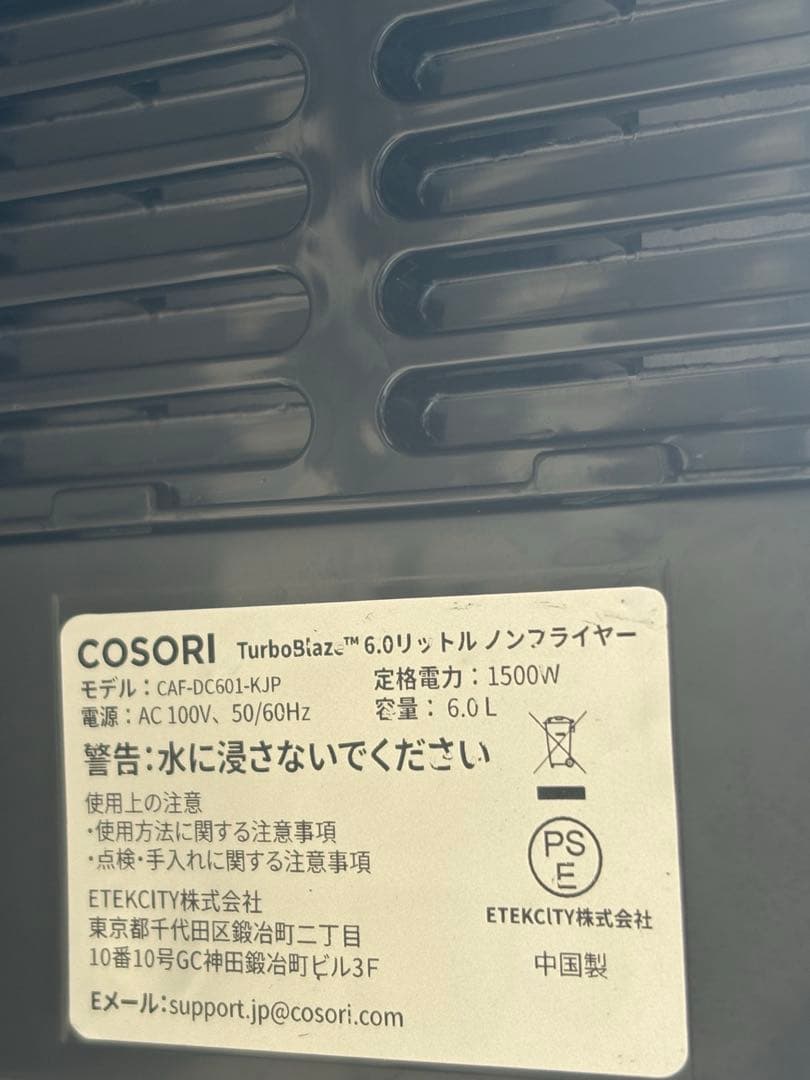 COSORI TurboBlaze™ 6.0リットル ノンフライヤー
モデル：CAF-DC601-KJP 定格電力：1500W
電源：AC 100V、50/60Hz 容量：6.0 L
警告：水に浸さないでください
使用上の注意
・使用方法に関する注意事項
・点検・手入れに関する注意事項
PS
E
ETEKCITY株式会社
東京都千代田区鍛冶町二丁目
10番10号GC神田鍛冶町ビル3F
ETEKCITY株式会社
中国製
Eメール：support.jp@cosori.com